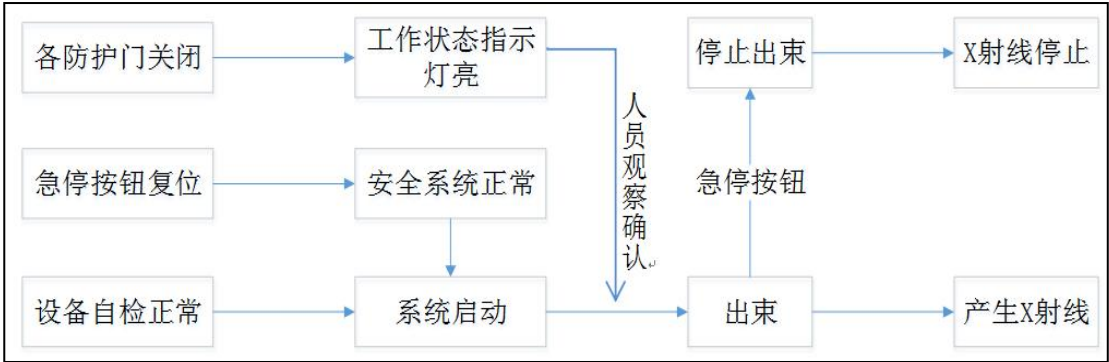 各防护门关闭
工作状态指示
灯亮
停止出束
X射线停止
人员观察确认
急停按钮复位
安全系统正常
急停按钮
设备自检正常
系统启动
出束
产生X射线